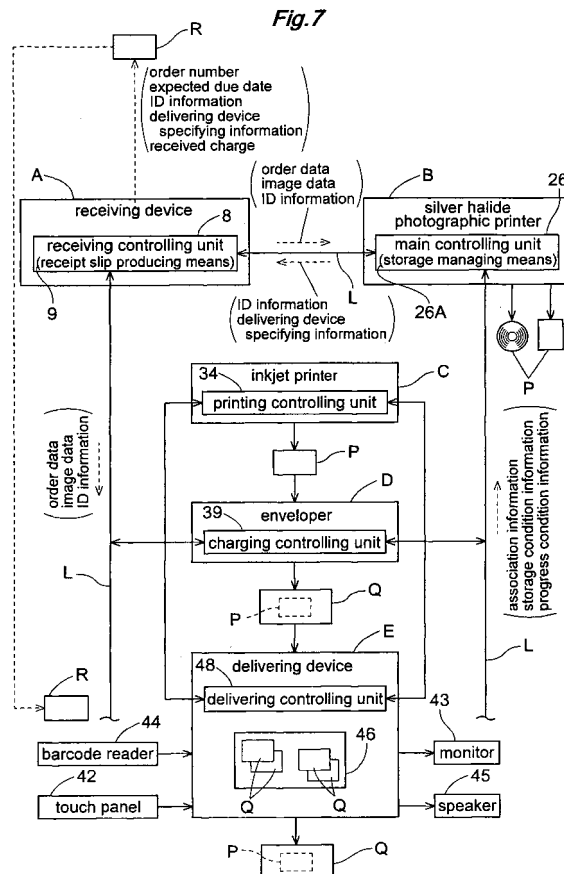 Fig.7
R
order number
expected due date
ID information
delivering device
specifying information
received charge
A
order data
image data
ID information
B
26
receiving device
8
receiving controlling unit
(receipt slip producing means)
9
silver halide
photographic printer
main controlling unit
(storage managing means)
L
26A
ID information
delivering device
specifying information
P
inkjet printer
34
printing controlling unit
C
P
order data
image data
ID information
D
enveloper
39
charging controlling unit
association information
storage condition information
progress condition information
L
P
Q
E
L
delivering device
48
delivering controlling unit
R
44
barcode reader
43
monitor
46
Q
Q
42
touch panel
45
speaker
P
Q